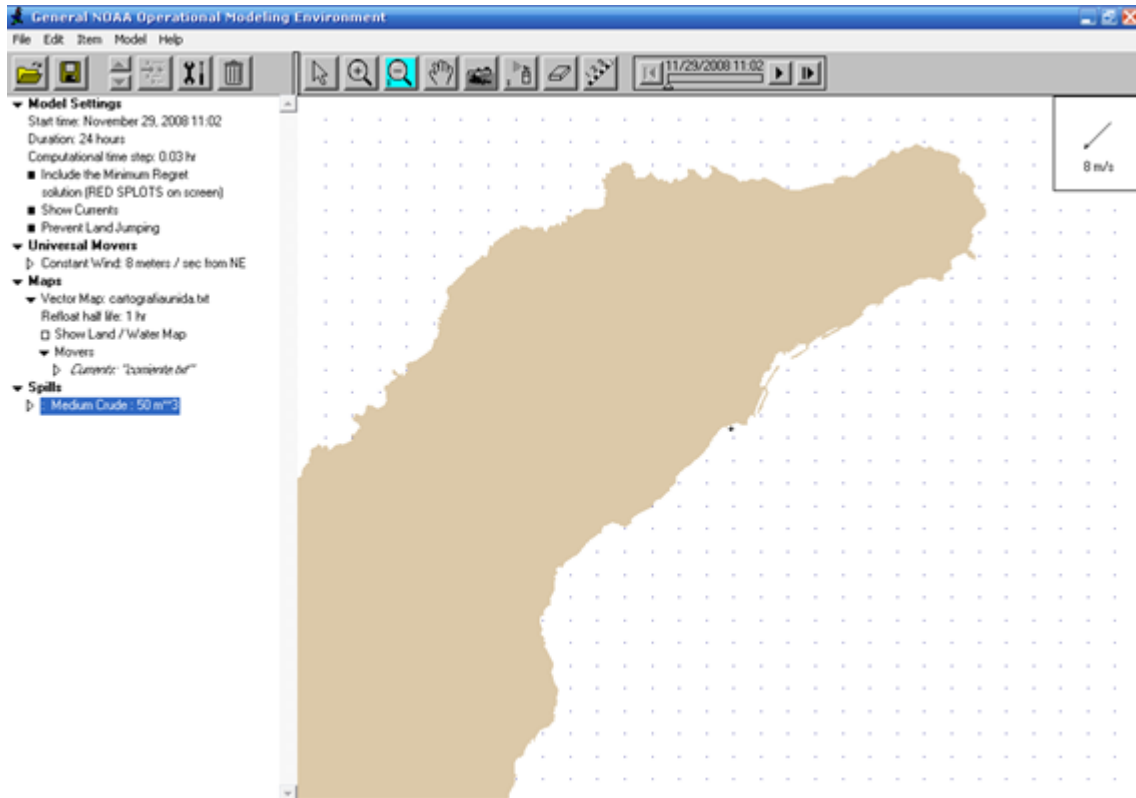 General NOAA Operational Modeling Environment
File Edit Item Model Help
11/29/2008 11:02
Model Settings
Start time: November 29, 2008 11:02
Duration: 24 hours
Computational time step: 0.03 hr
Include the Minimum Regret
solution (RED SPLOTS on screen)
Show Currents
Prevent Land Jumping
Universal Movers
Constant Wind: 8 meters / sec from NE
Maps
Vector Map: cartografiaunida.txt
Refloat half life: 1 hr
Show Land / Water Map
Movers
Currents: "corriente.txt"
Spills
: Medium Crude : 50 m^3
8 m/s